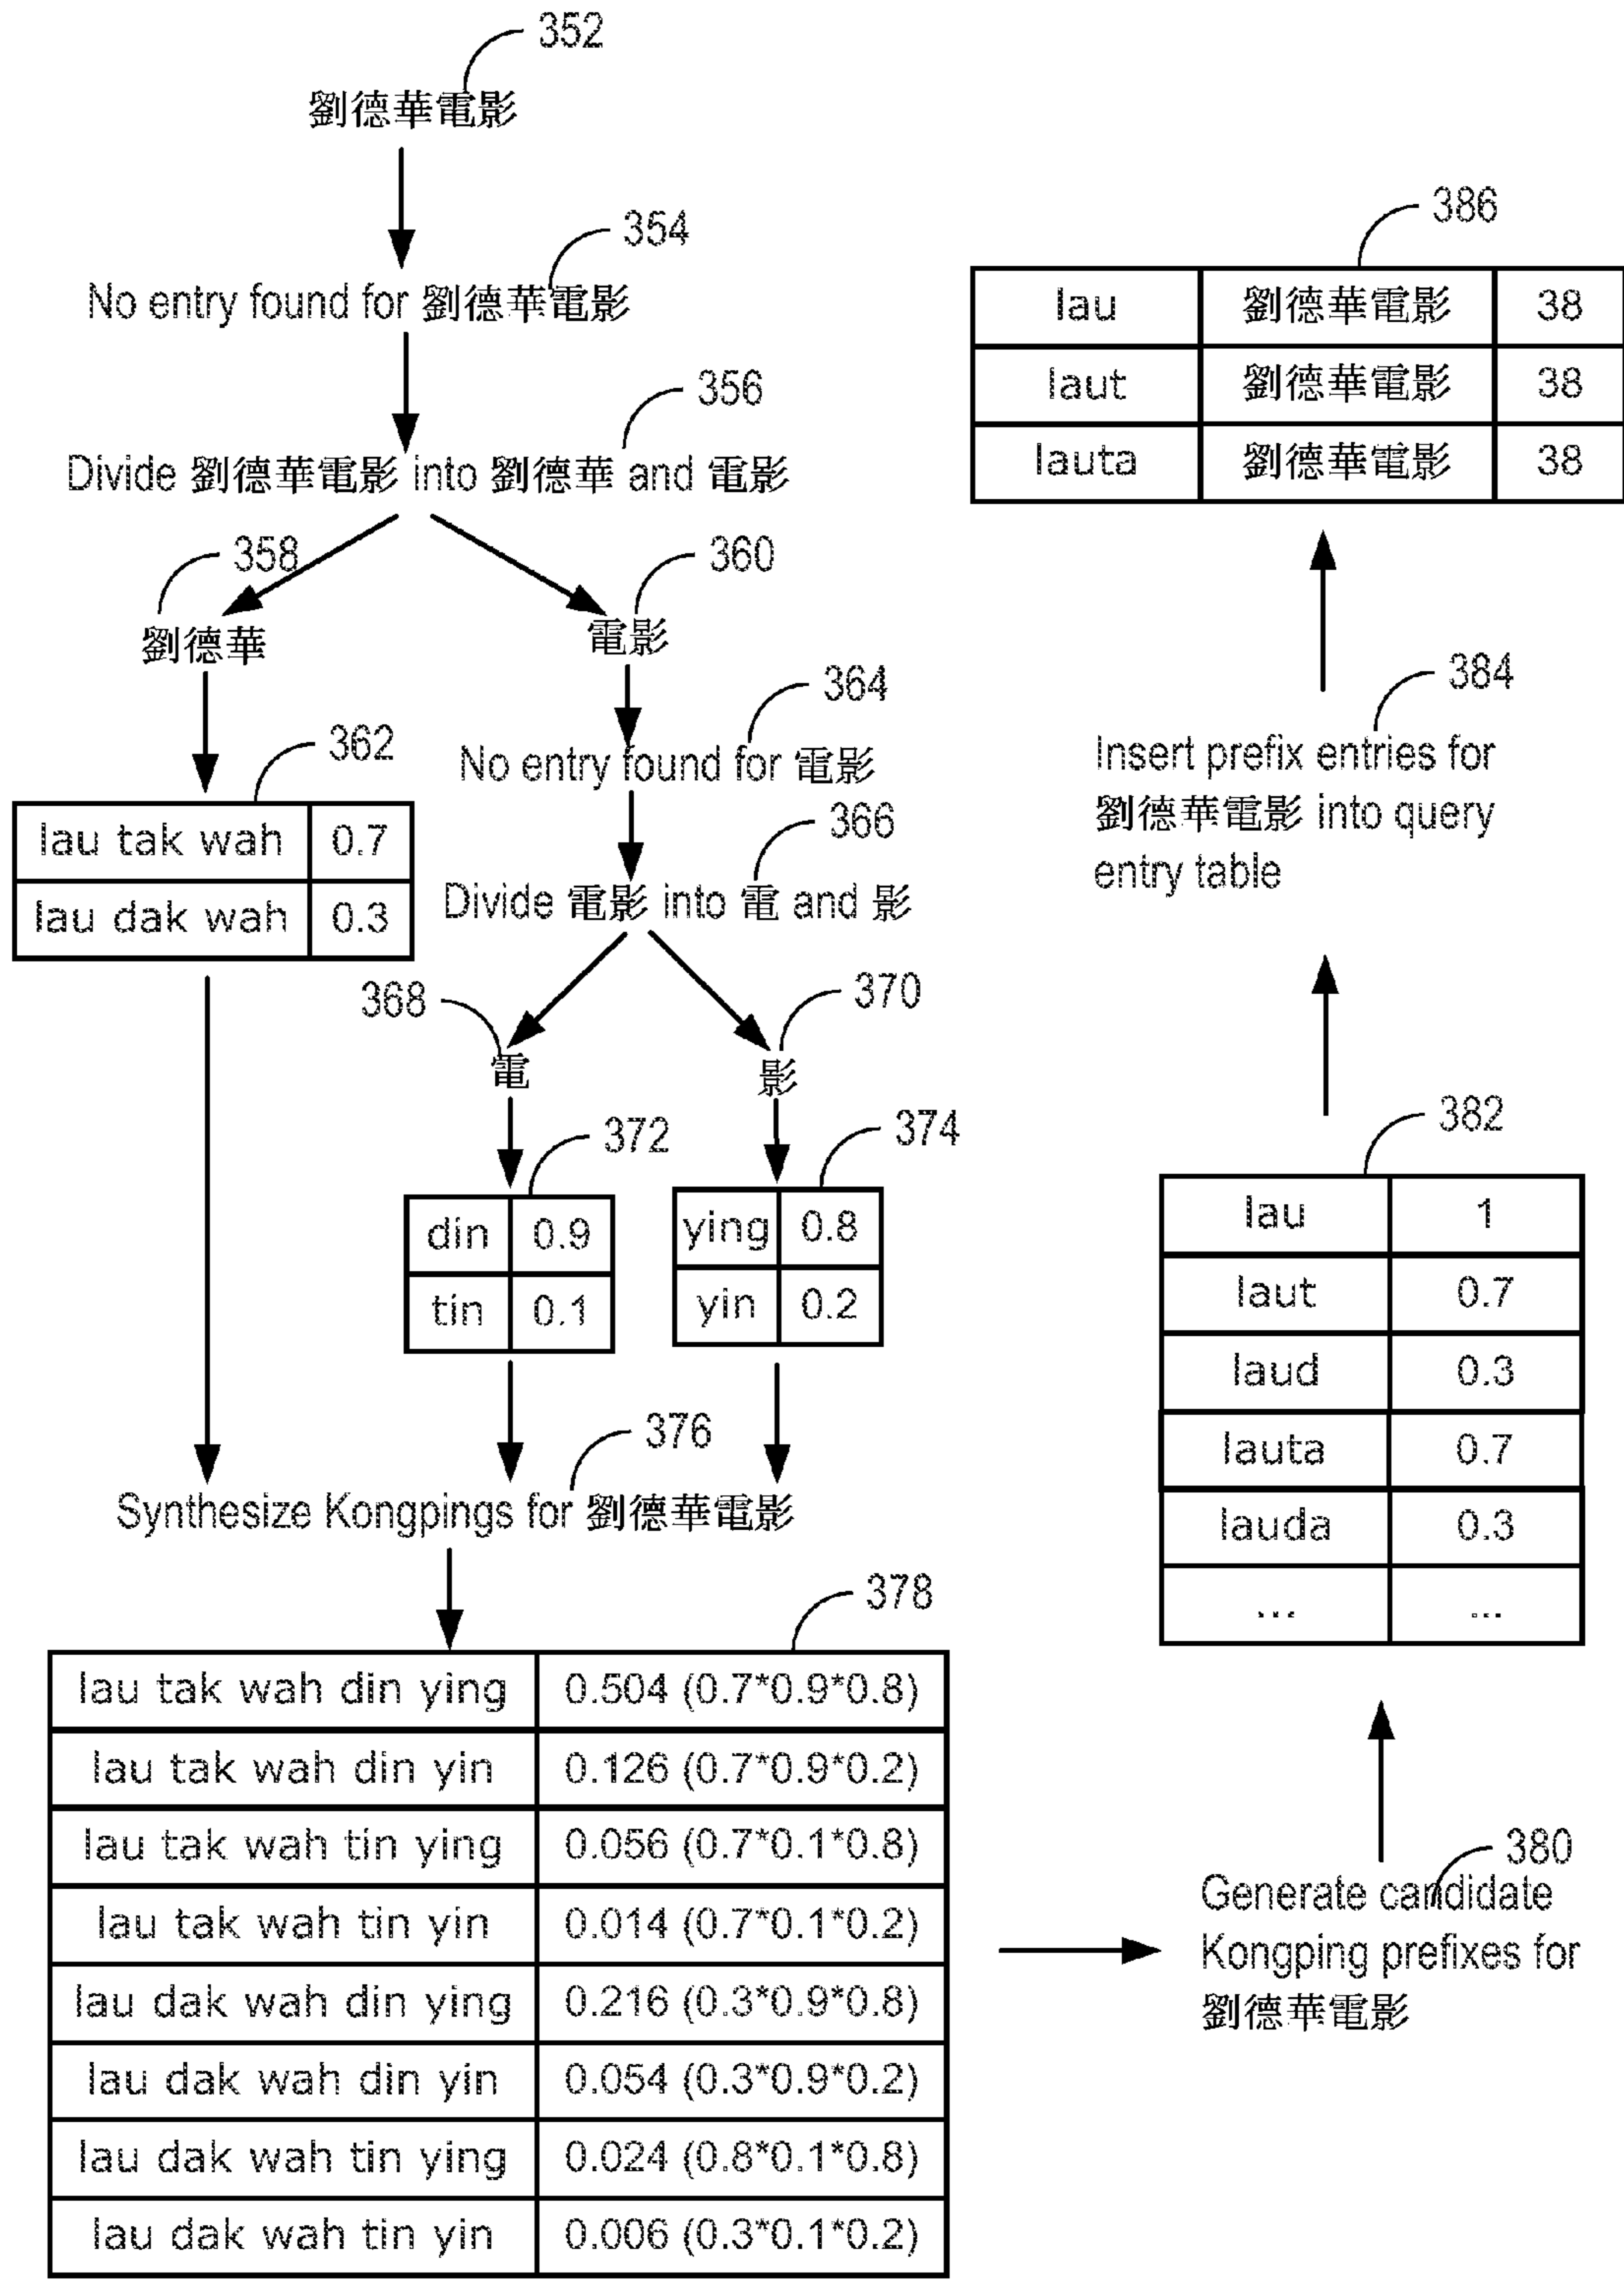 352
劉德華電影
354
No entry found for 劉德華電影
356
Divide 劉德華電影 into 劉德華 and 電影
358
360
劉德華
電影
362
364
No entry found for 電影
lau tak wah 0.7
lau dak wah 0.3
366
Divide 電影 into 電 and 影
368
370
電
影
372
374
din 0.9
tin 0.1
ying 0.8
yin 0.2
376
Synthesize Kongpings for 劉德華電影
378
lau tak wah din ying 0.504 (0.7*0.9*0.8)
lau tak wah din yin 0.126 (0.7*0.9*0.2)
lau tak wah tin ying 0.056 (0.7*0.1*0.8)
lau tak wah tin yin 0.014 (0.7*0.1*0.2)
lau dak wah din ying 0.216 (0.3*0.9*0.8)
lau dak wah din yin 0.054 (0.3*0.9*0.2)
lau dak wah tin ying 0.024 (0.8*0.1*0.8)
lau dak wah tin yin 0.006 (0.3*0.1*0.2)
380
Generate candidate
Kongping prefixes for
劉德華電影
382
lau 1
laut 0.7
laud 0.3
lauta 0.7
lauda 0.3
... ...
384
Insert prefix entries for
劉德華電影 into query
entry table
386
lau 劉德華電影 38
laut 劉德華電影 38
lauta 劉德華電影 38